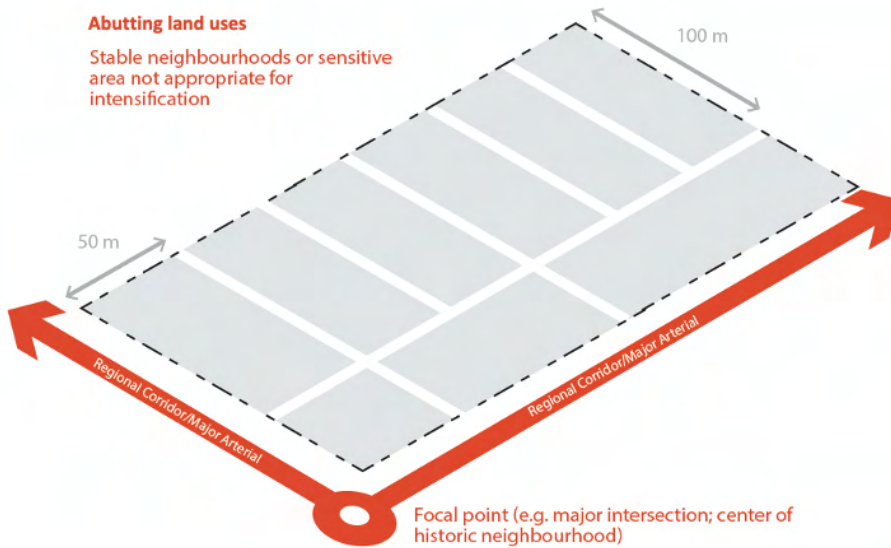 Abutting land uses
Stable neighbourhoods or sensitive
area not appropriate for
intensification
100 m
50 m
Regional Corridor/Major Arterial
Regional Corridor/Major Arterial
Focal point (e.g. major intersection; center of
historic neighbourhood)